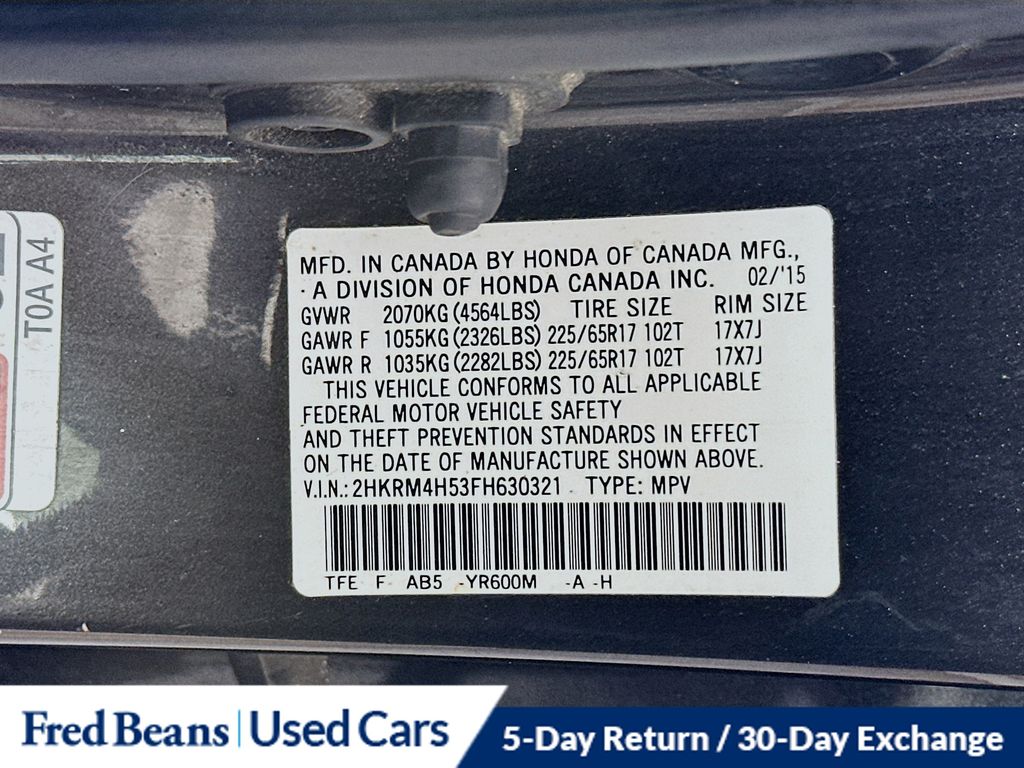 MFD. IN CANADA BY HONDA OF CANADA MFG.,
· A DIVISION OF HONDA CANADA INC. 02/'15
GVWR 2070KG (4564LBS) TIRE SIZE RIM SIZE
GAWR F 1055KG (2326LBS) 225/65R17 102T 17X7J
GAWR R 1035KG (2282LBS) 225/65R17 102T 17X7J
THIS VEHICLE CONFORMS TO ALL APPLICABLE
FEDERAL MOTOR VEHICLE SAFETY
AND THEFT PREVENTION STANDARDS IN EFFECT
ON THE DATE OF MANUFACTURE SHOWN ABOVE.
V.I.N.: 2HKRM4H53FH630321 TYPE: MPV
TFE F AB5 -YR600M -A -H
T0A A4
Fred Beans | Used Cars
5-Day Return / 30-Day Exchange